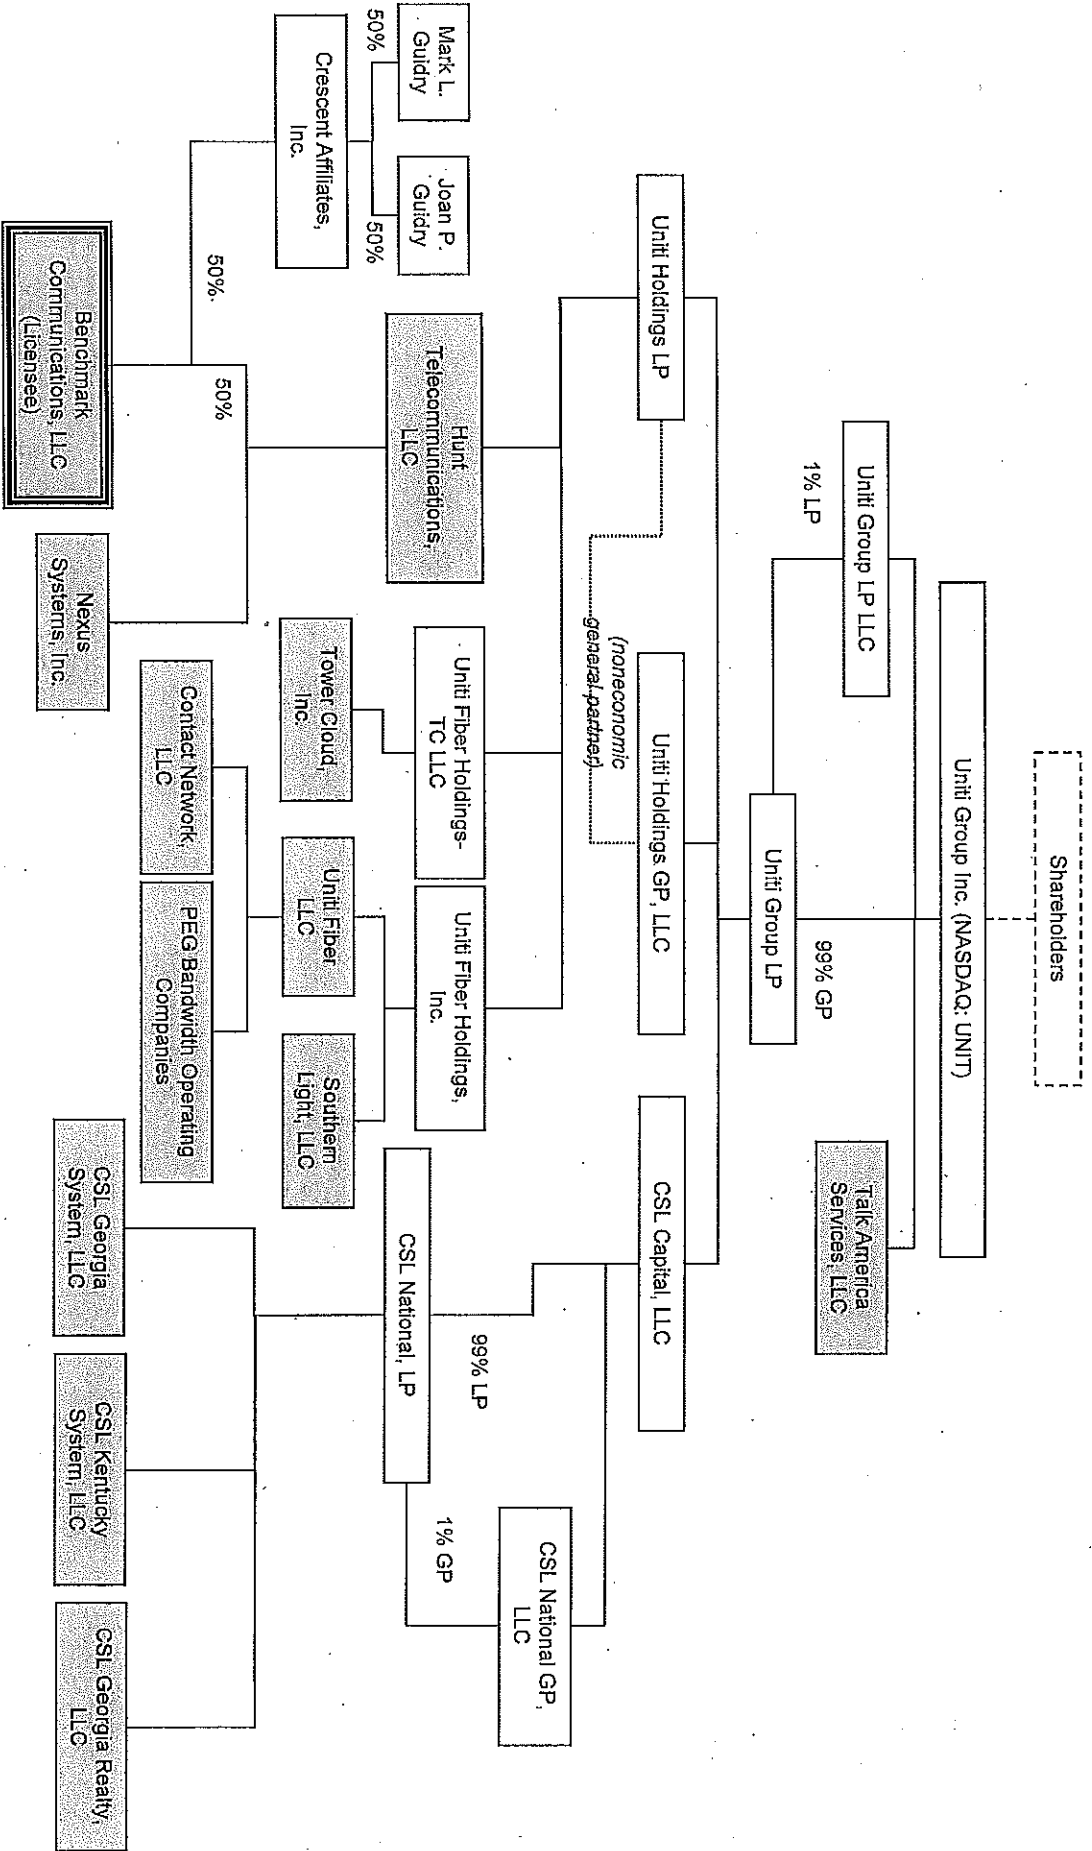 Shareholders
Uniti Group Inc. (NASDAQ: UNIT)
Uniti Group LP LLC
Talk America
Services, LLC
1% LP
99% GP
Uniti Group LP
Uniti Holdings LP
Uniti Holdings GP, LLC
CSL Capital, LLC
(noneconomic
general partner)
CSL National GP,
LLC
99% LP
1% GP
Mark L.
Guidry
Joan P.
Guidry
50%
50%
Hunt
Telecommunications,
LLC
Uniti Fiber Holdings-
TC LLC
Uniti Fiber Holdings,
Inc.
CSL National, LP
Crescent Affiliates,
Inc.
Tower Cloud,
Inc.
Uniti Fiber
LLC
Southern
Light, LLC
50%
50%
Contact Network,
LLC
PEG Bandwidth Operating
Companies
Benchmark
Communications, LLC
(Licensee)
Nexus
Systems, Inc.
CSL Georgia
System, LLC
CSL Kentucky
System, LLC
CSL Georgia Realty,
LLC